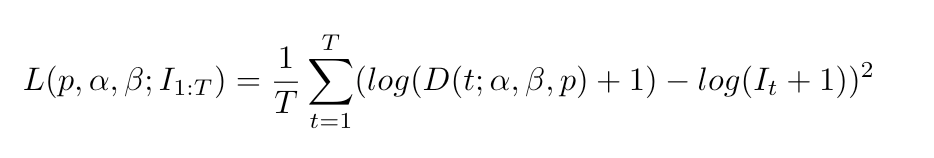 L(p, α, β; I_{1:T}) = \frac{1}{T} \sum_{t=1}^{T} (log(D(t; α, β, p) + 1) − log(I_t + 1))^2